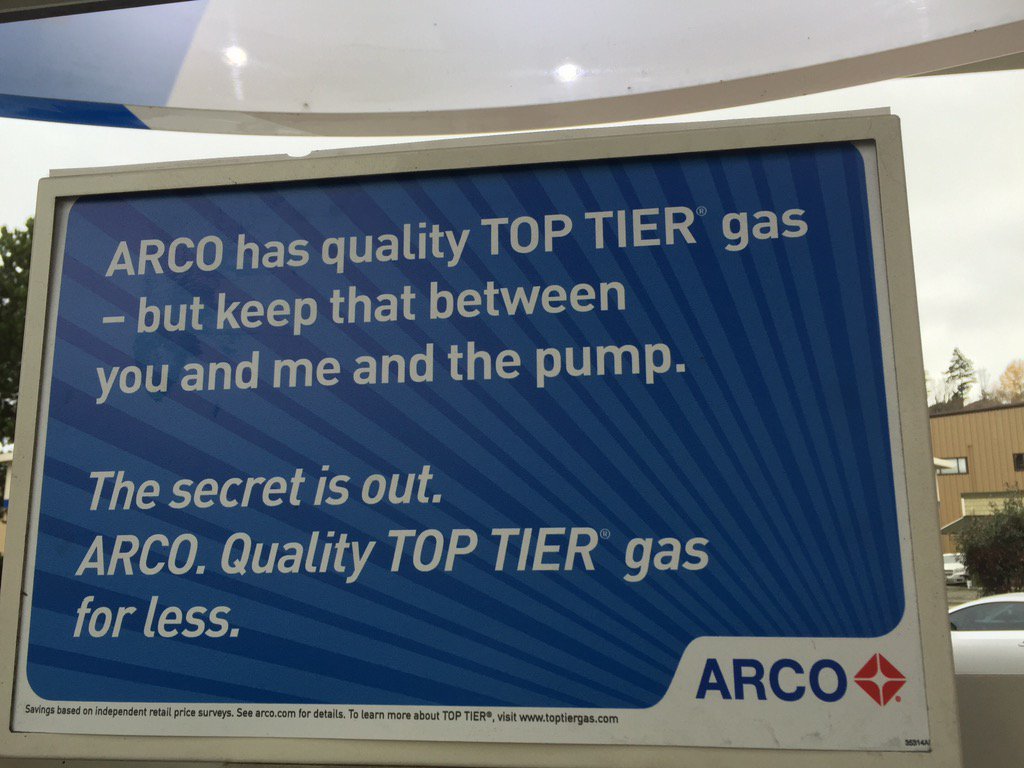 ARCO has quality TOP TIER® gas
– but keep that between
you and me and the pump.
The secret is out.
ARCO. Quality TOP TIER® gas
for less.
ARCO
Savings based on independent retail price surveys. See arco.com for details. To learn more about TOP TIER®, visit www.toptiergas.com